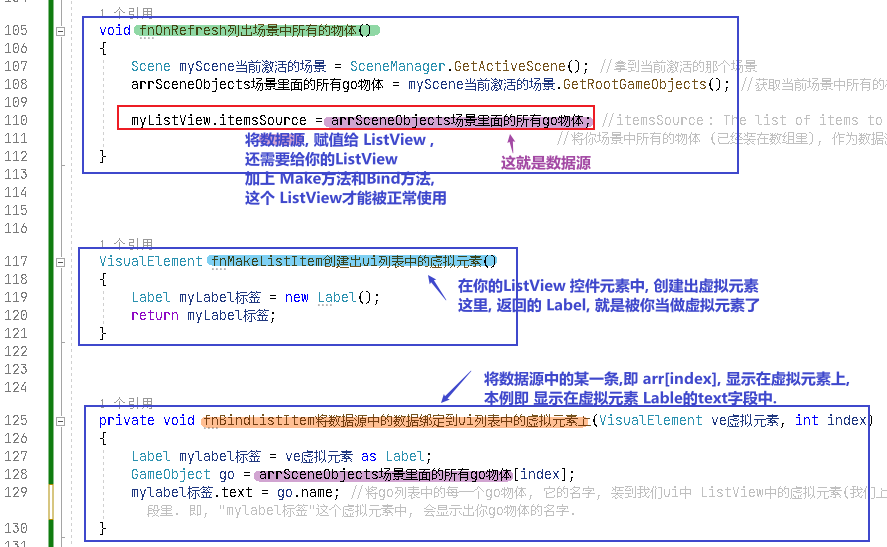 1 个引用
105 void fnOnRefresh列出场景中所有的物体()
106 {
107 Scene myScene当前激活的场景 = SceneManager.GetActiveScene(); //拿到当前激活的那个场景
108 arrSceneObjects场景里面的所有go物体 = myScene当前激活的场景.GetRootGameObjects(); //获取当前场景中所有的
109
110 myListView.itemsSource = arrSceneObjects场景里面的所有go物体; //itemsSource: The list of items to
111 //将你场景中所有的物体 (已经装在数组里), 作为数据
将数据源, 赋值给 ListView ,
还需要给你的ListView
加上 Make方法和Bind方法,
这个 ListView才能被正常使用
这就是数据源
112 }
113
114
115
116
1 个引用
117 VisualElement fnMakeListItem创建出ui列表中的虚拟元素()
118 {
119 Label myLabel标签 = new Label();
120 return myLabel标签;
121 }
在你的ListView 控件元素中, 创建出虚拟元素
这里, 返回的 Label, 就是被你当做虚拟元素了
122
123
124
将数据源中的某一条,即 arr[index], 显示在虚拟元素上,
本例即 显示在虚拟元素 Lable的text字段中.
1 个引用
125 private void fnBindListItem将数据源中的数据绑定到ui列表中的虚拟元素上(VisualElement ve虚拟元素, int index)
126 {
127 Label mylabel标签 = ve虚拟元素 as Label;
128 GameObject go = arrSceneObjects场景里面的所有go物体[index];
129 mylabel标签.text = go.name; //将go列表中的每一个go物体, 它的名字, 装到我们ui中 ListView中的虚拟元素(我们上
段里. 即, "mylabel标签"这个虚拟元素中, 会显示出你go物体的名字.
130 }
131